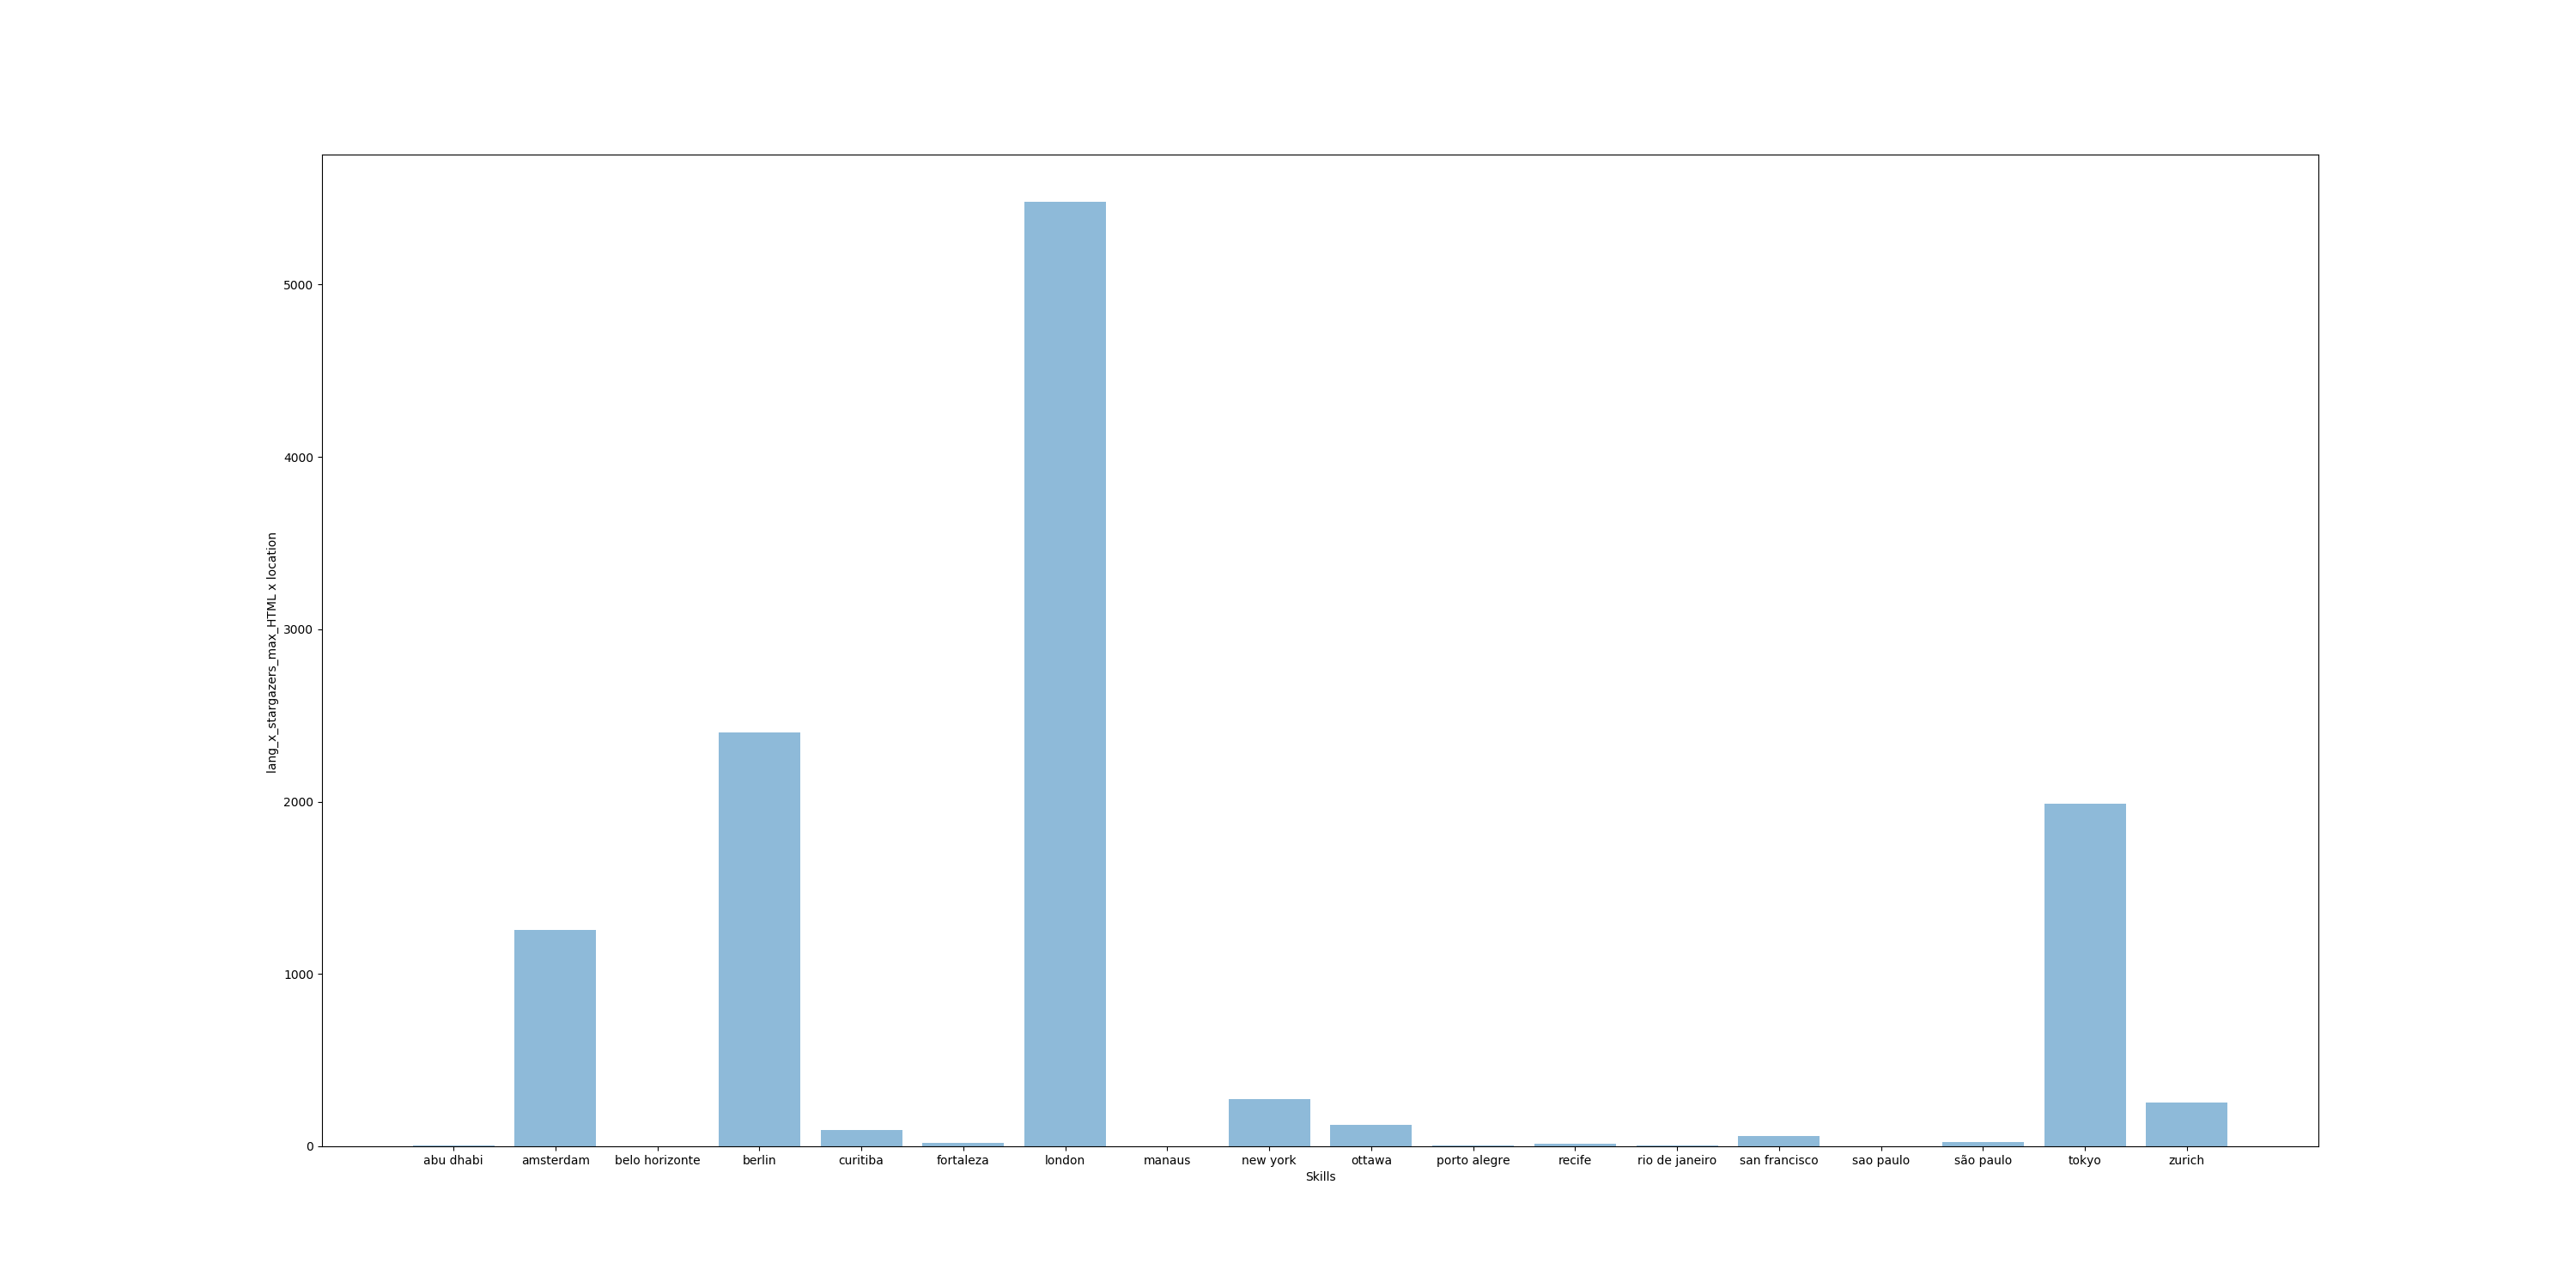 lang_x_stargazers_max_HTML x location
5000
4000
3000
2000
1000
0
abu dhabi amsterdam belo horizonte berlin curitiba fortaleza london manaus new york ottawa porto alegre recife rio de janeiro san francisco sao paulo são paulo tokyo zurich
Skills